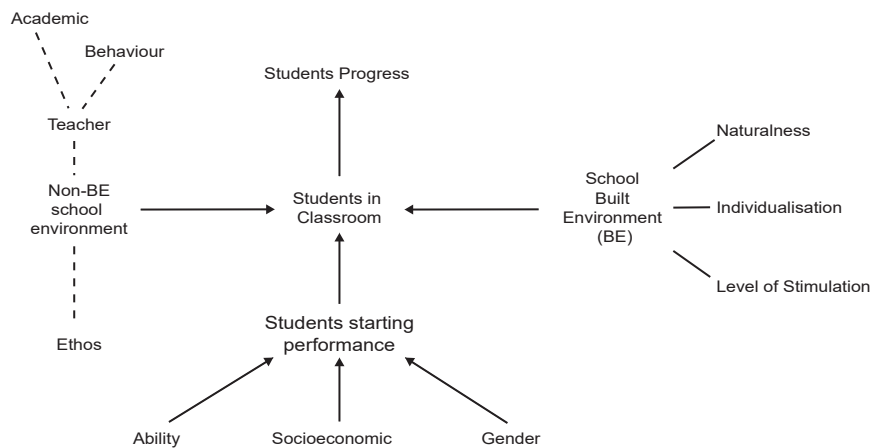 Academic
Behaviour
Students Progress
Teacher
Naturalness
Non-BE
school
environment
Students in
Classroom
School
Built
Environment
(BE)
Individualisation
Level of Stimulation
Students starting
performance
Ethos
Ability
Socioeconomic
Gender